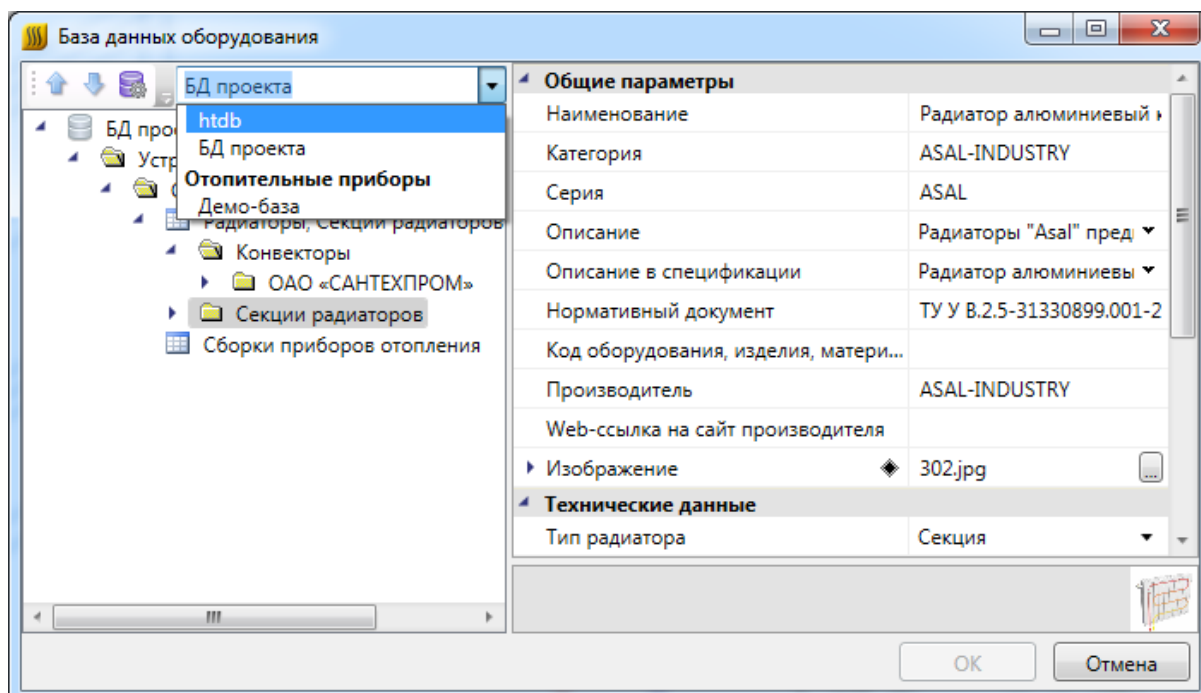 База данных оборудования
БД проекта
htdb
БД проекта
Отопительные приборы
Демо-база
БД про
Устр
Радиаторы, Секции радиаторов
Конвекторы
ОАО «САНТЕХПРОМ»
Секции радиаторов
Сборки приборов отопления
Общие параметры
Наименование Радиатор алюминиевый
Категория ASAL-INDUSTRY
Серия ASAL
Описание Радиаторы "Asal" пред
Описание в спецификации Радиатор алюминиевы
Нормативный документ ТУ У В.2.5-31330899.001-2
Код оборудования, изделия, матери...
Производитель ASAL-INDUSTRY
Web-ссылка на сайт производителя
Изображение 302.jpg ...
Технические данные
Тип радиатора Секция
OK Отмена